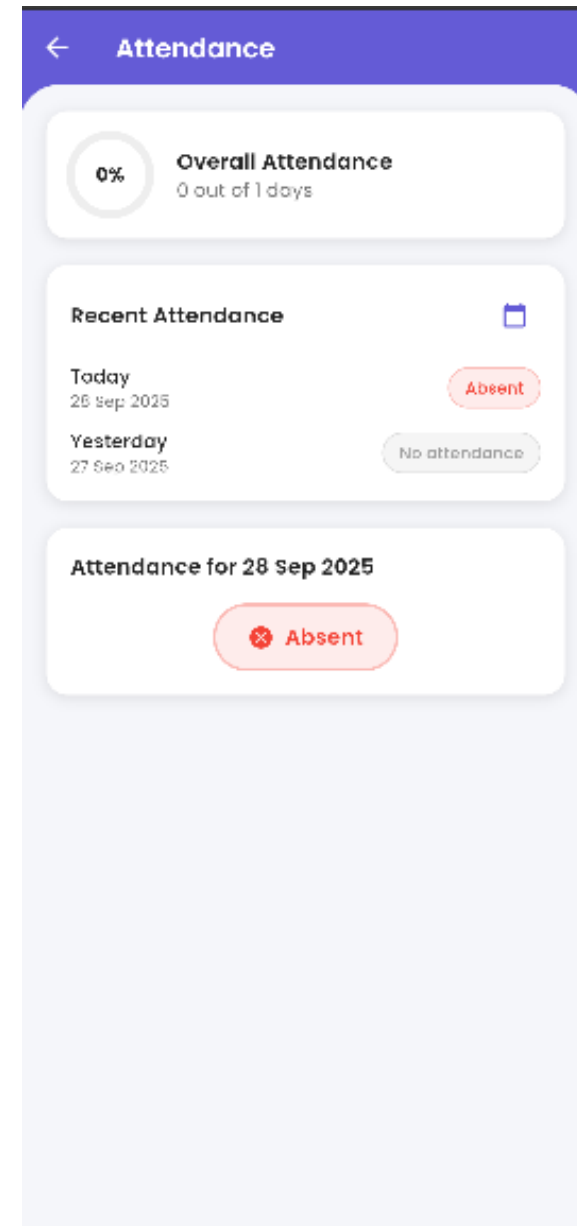 Attendance
0%
Overall Attendance
0 out of 1 days
Recent Attendance
Today
28 Sep 2025
Absent
Yesterday
27 Sep 2025
No attendance
Attendance for 28 Sep 2025
Absent